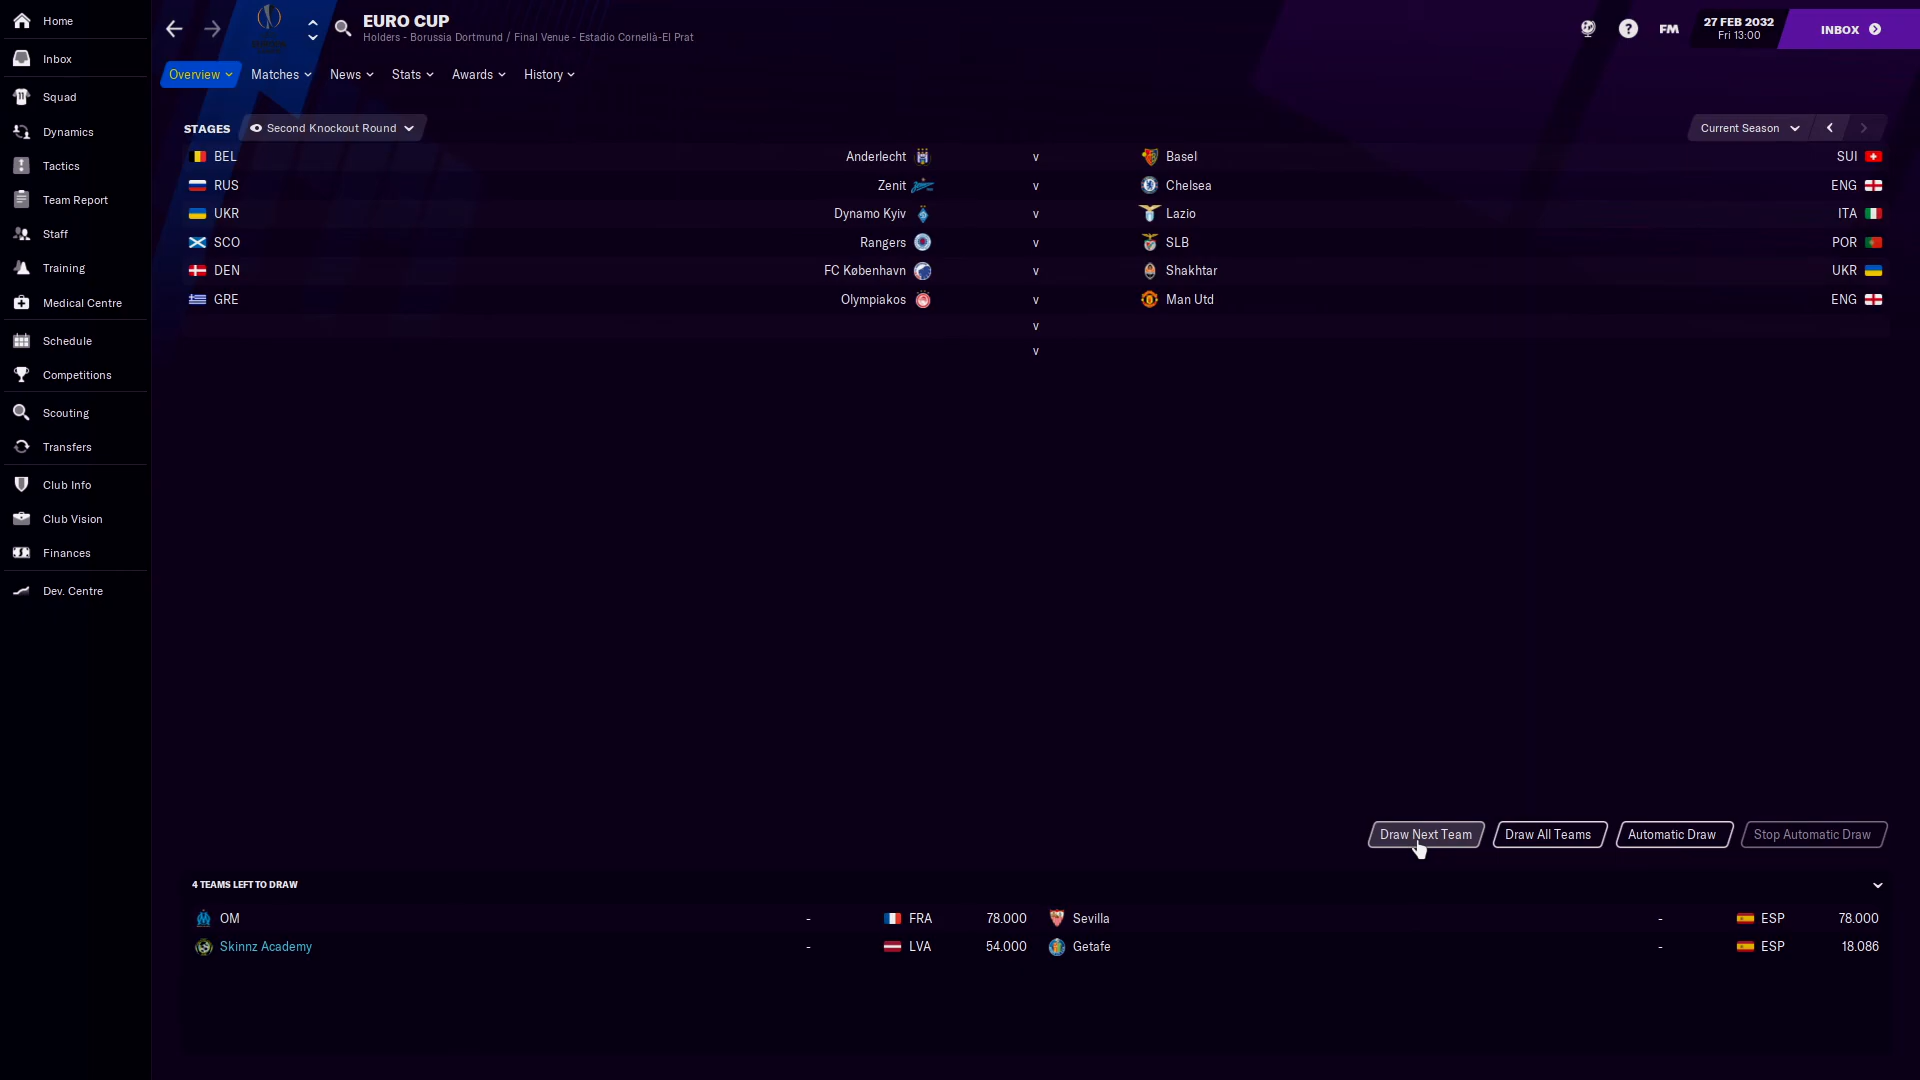 Home
Inbox
Squad
Dynamics
Tactics
Team Report
Staff
Training
Medical Centre
Schedule
Competitions
Scouting
Transfers
Club Info
Club Vision
Finances
Dev. Centre
EURO CUP
Holders - Borussia Dortmund / Final Venue - Estadio Cornellà-El Prat
FM
27 FEB 2032
Fri 13:00
INBOX
Overview Matches News Stats Awards History
STAGES Second Knockout Round Current Season
BEL Anderlecht v Basel SUI
RUS Zenit v Chelsea ENG
UKR Dynamo Kyiv v Lazio ITA
SCO Rangers v SLB POR
DEN FC København v Shakhtar UKR
GRE Olympiakos v Man Utd ENG
v
v
Draw Next Team Draw All Teams Automatic Draw Stop Automatic Draw
4 TEAMS LEFT TO DRAW
OM - FRA 78.000 Sevilla - ESP 78.000
Skinnz Academy - LVA 54.000 Getafe - ESP 18.086